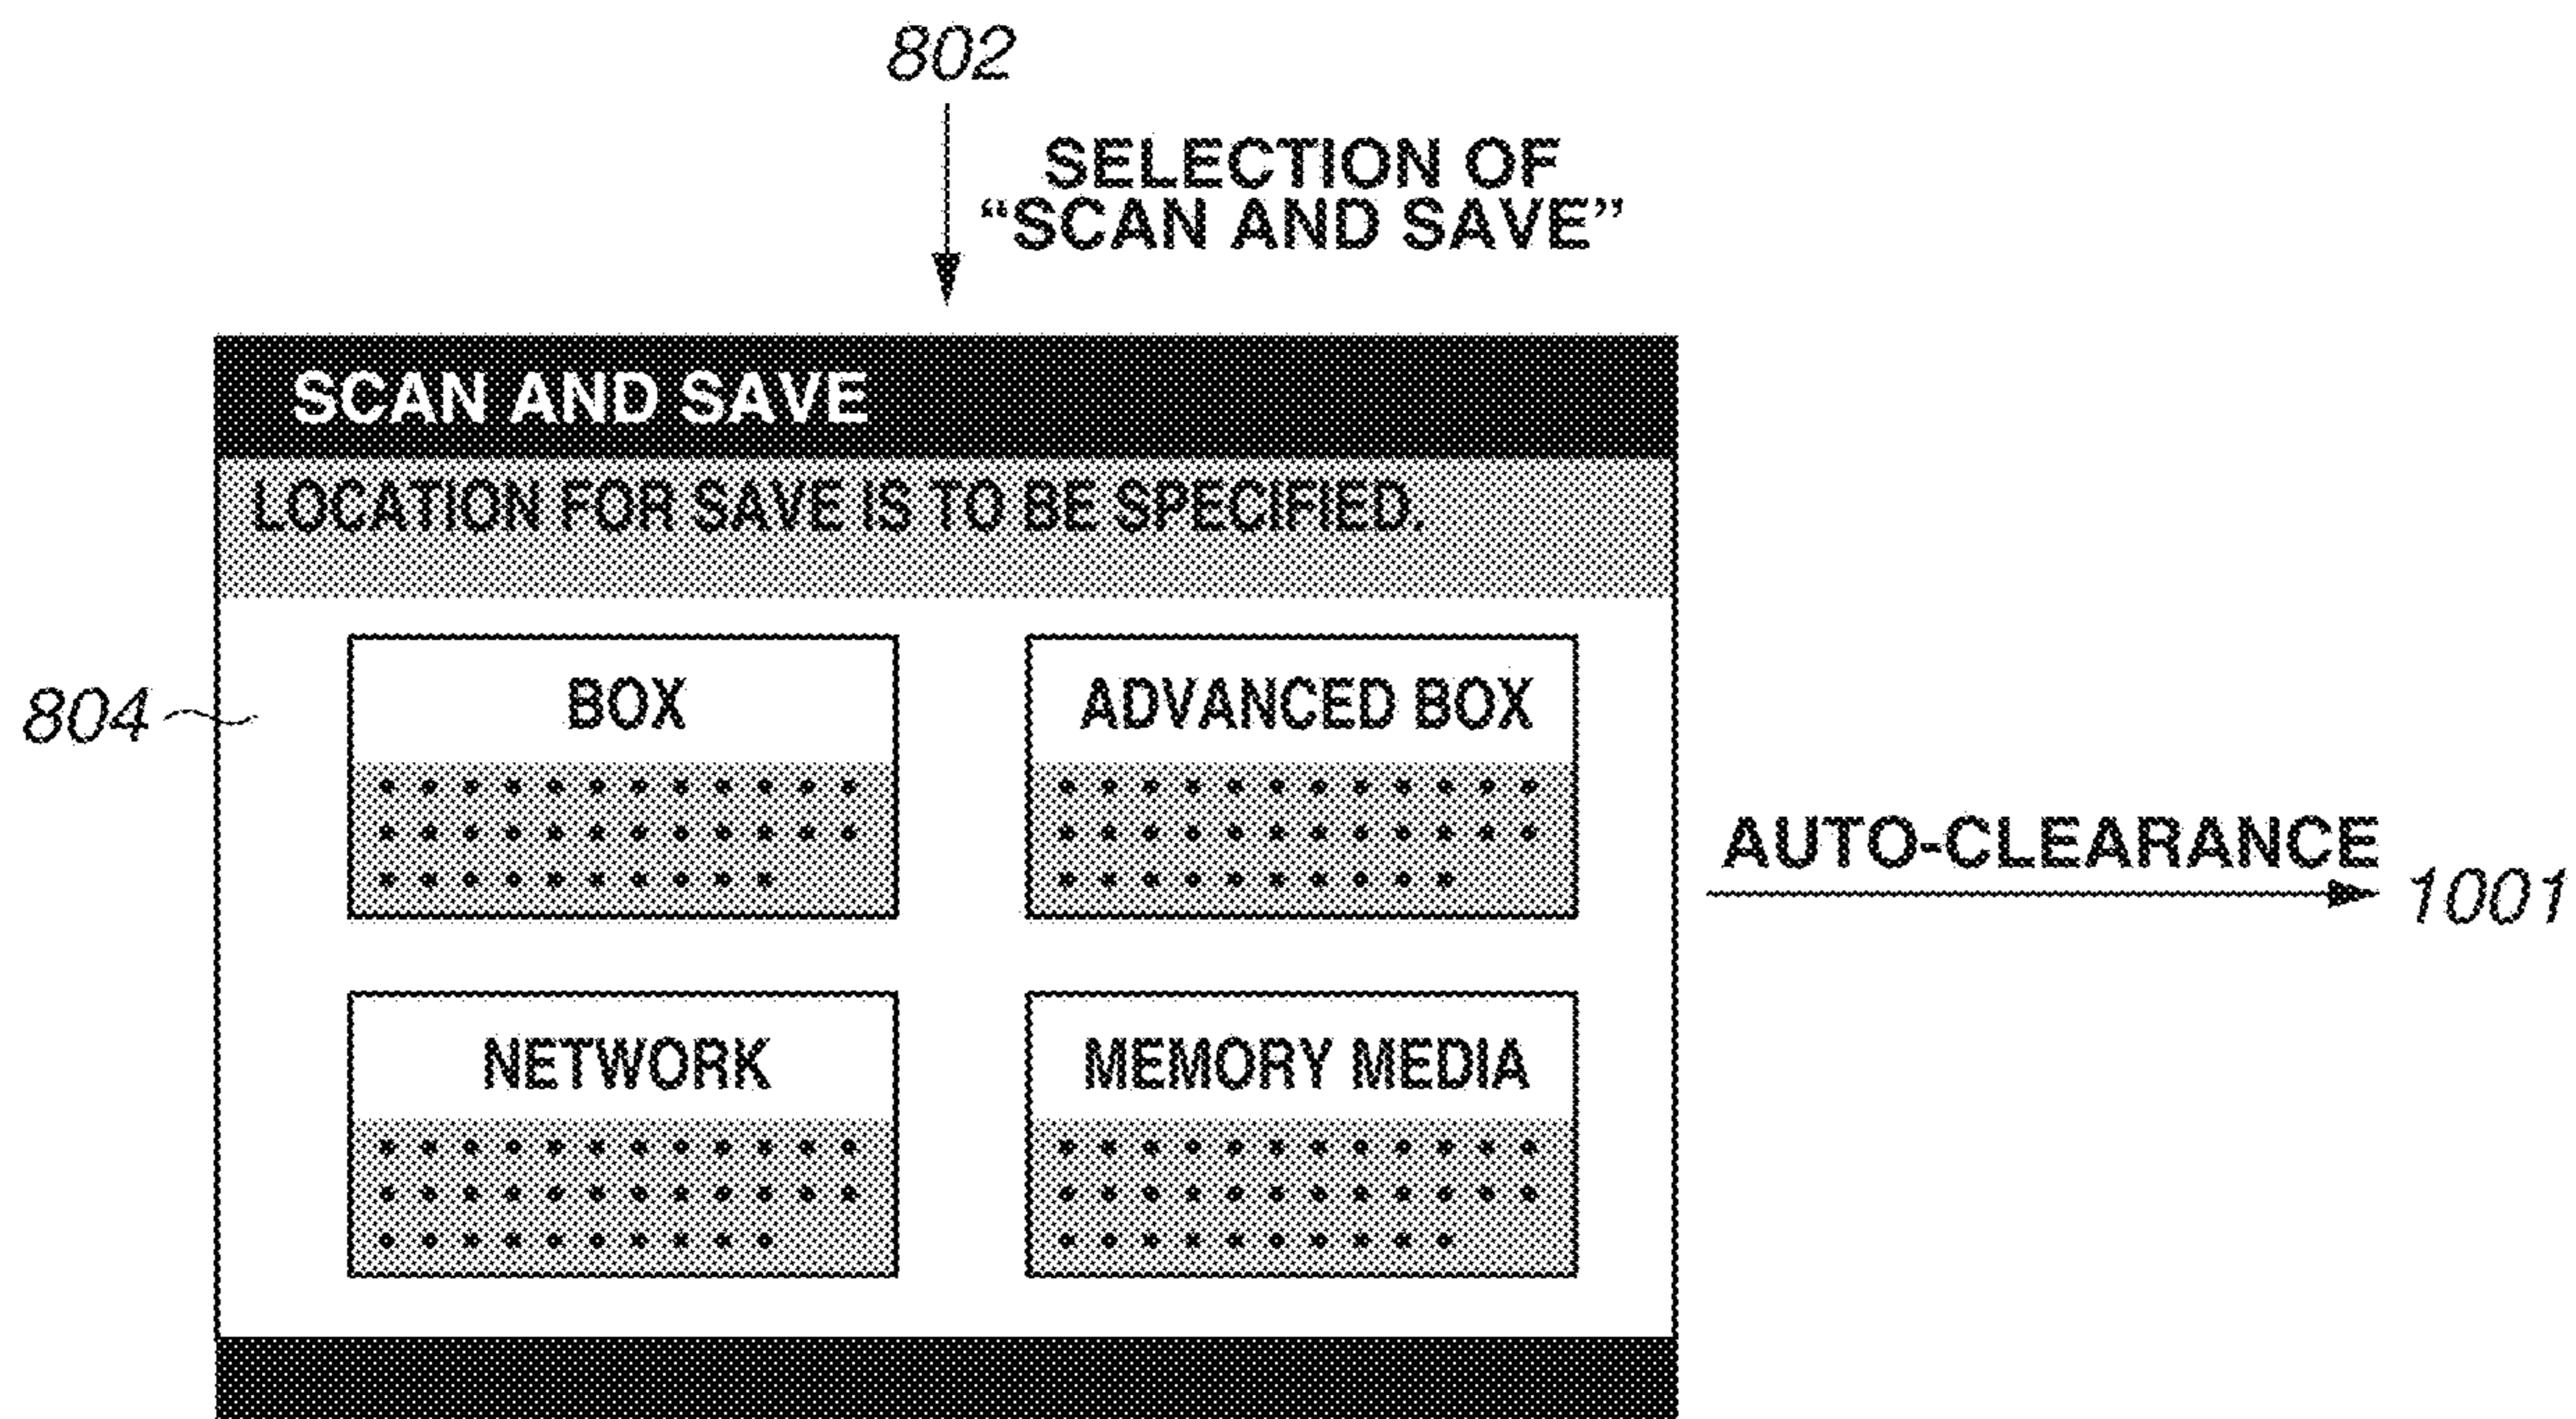 802
SELECTION OF
“SCAN AND SAVE”
SCAN AND SAVE
LOCATION FOR SAVE IS TO BE SPECIFIED.
804
BOX
ADVANCED BOX
AUTO-CLEARANCE
1001
NETWORK
MEMORY MEDIA